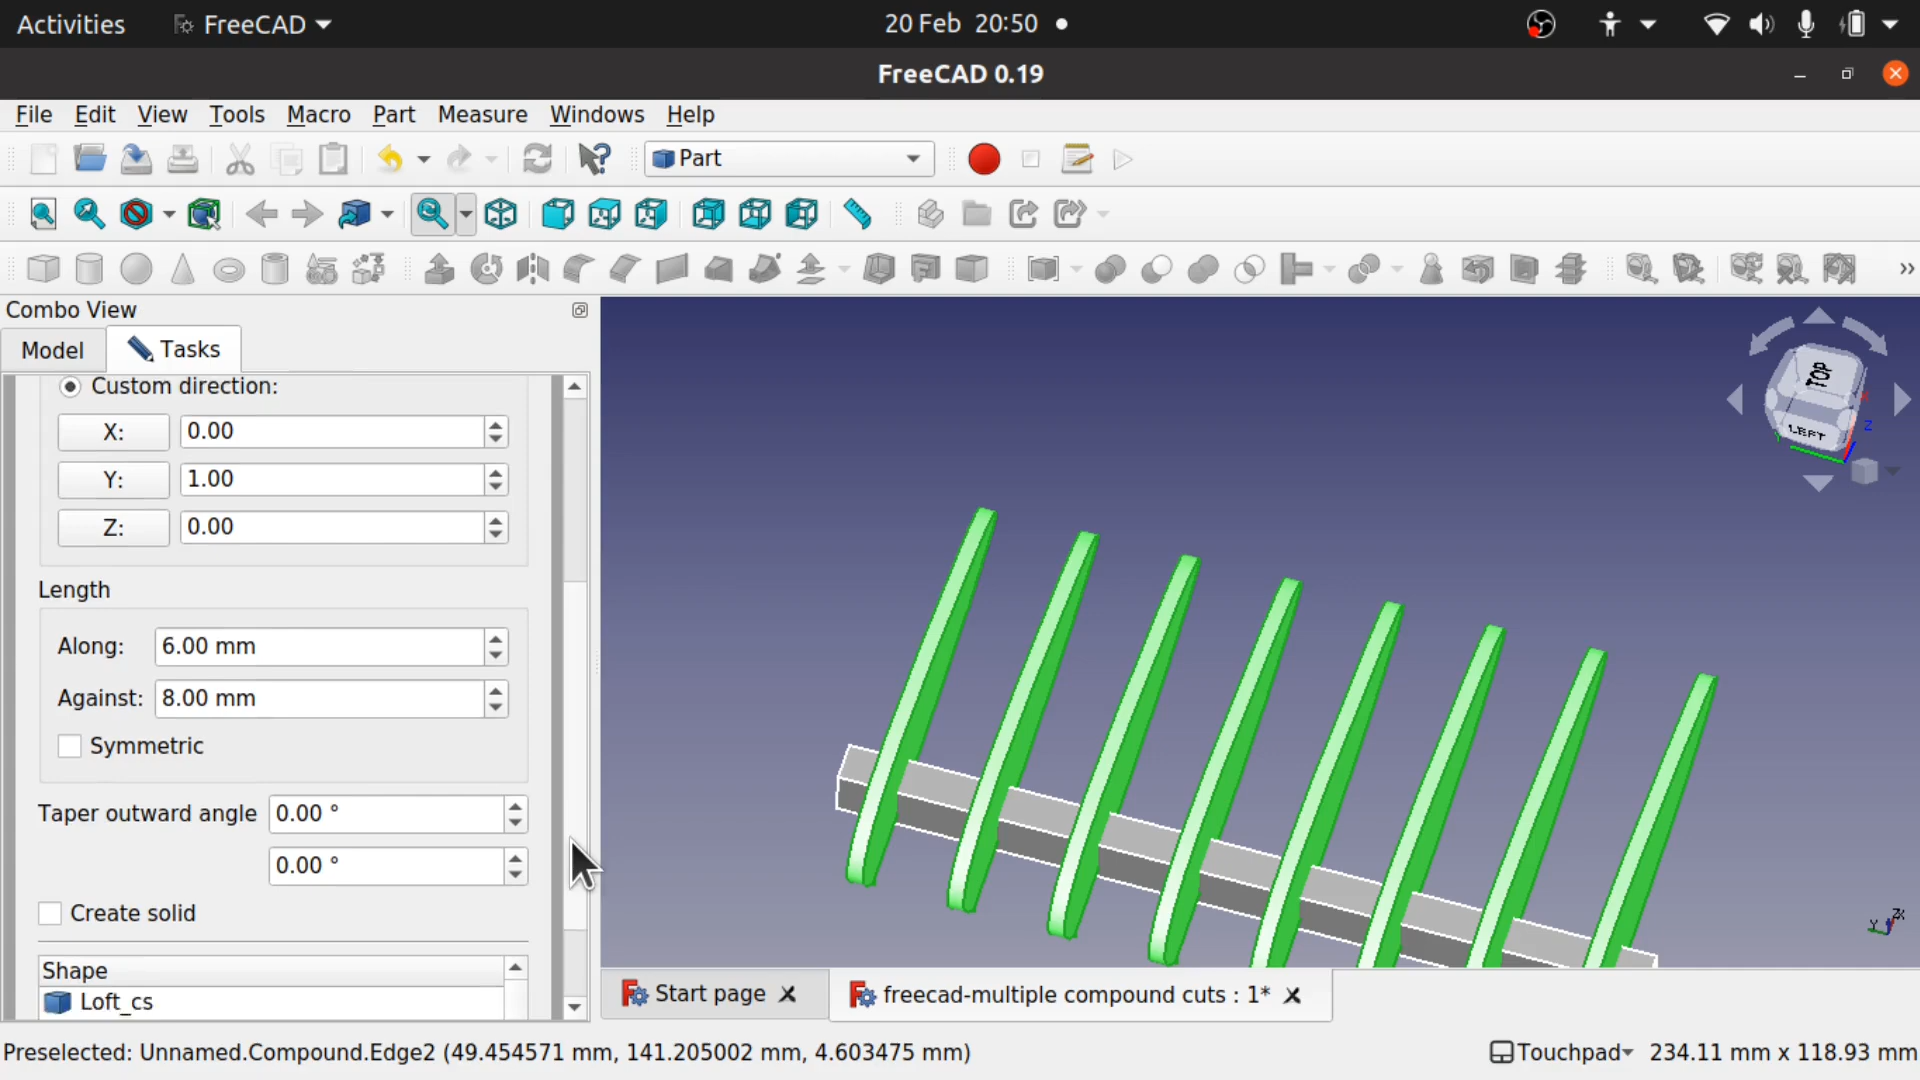 Activities
FreeCAD
20 Feb 20:50
FreeCAD 0.19
File Edit View Tools Macro Part Measure Windows Help
Part
Combo View
Model
Tasks
Custom direction:
X: 0.00
Y: 1.00
Z: 0.00
Length
Along: 6.00 mm
Against: 8.00 mm
Symmetric
Taper outward angle 0.00 °
0.00 °
Create solid
Shape
Loft_cs
TOP
LEFT
X
Z
Y
Start page
freecad-multiple compound cuts : 1*
Preselected: Unnamed.Compound.Edge2 (49.454571 mm, 141.205002 mm, 4.603475 mm)
Touchpad
234.11 mm x 118.93 mm